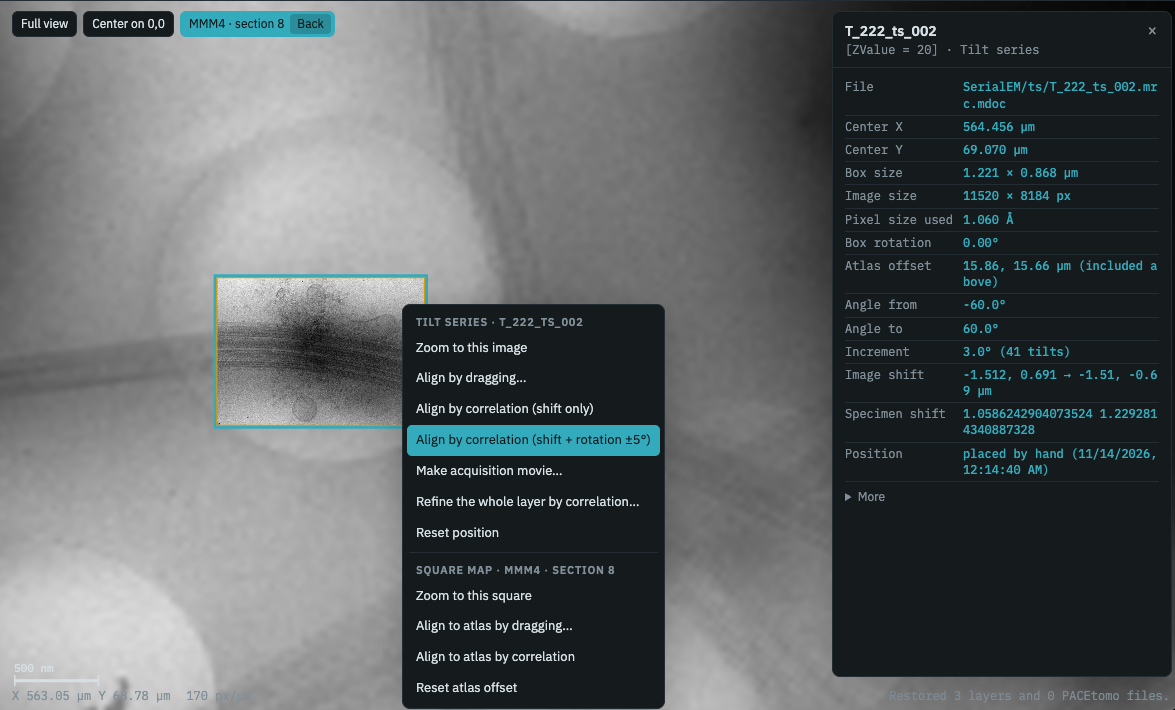 Full view
Center on 0,0
MMM4 · section 8
Back
T_222_ts_002
×
[ZValue = 20] · Tilt series
File
SerialEM/ts/T_222_ts_002.mr
c.mdoc
Center X
564.456 µm
Center Y
69.070 µm
Box size
1.221 × 0.868 µm
Image size
11520 × 8184 px
Pixel size used
1.060 Å
Box rotation
0.00°
Atlas offset
15.86, 15.66 µm (included a
bove)
Angle from
-60.0°
Angle to
60.0°
Increment
3.0° (41 tilts)
Image shift
-1.512, 0.691 → -1.51, -0.6
9 µm
Specimen shift
1.0586242904073524 1.229281
4340887328
Position
placed by hand (11/14/2026,
12:14:40 AM)
More
TILT SERIES · T_222_TS_002
Zoom to this image
Align by dragging...
Align by correlation (shift only)
Align by correlation (shift + rotation ±5°)
Make acquisition movie...
Refine the whole layer by correlation...
Reset position
SQUARE MAP · MMM4 · SECTION 8
Zoom to this square
Align to atlas by dragging...
Align to atlas by correlation
Reset atlas offset
500 nm
X 563.05 µm Y 68.78 µm 170 px/µm
Restored 3 layers and 0 PACEtomo files.